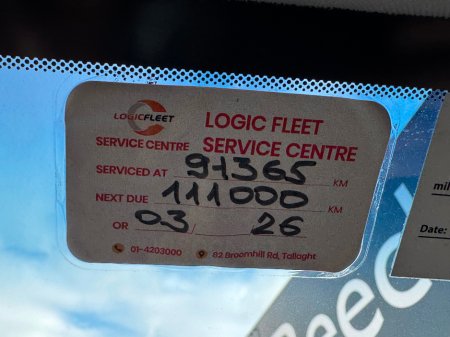 LOGICFLEET
SERVICE CENTRE
LOGIC FLEET
SERVICE CENTRE
SERVICED AT 91365 KM
NEXT DUE 111000 KM
OR 03 / 26
01-4203000 82 Broomhill Rd, Tallaght
Date: